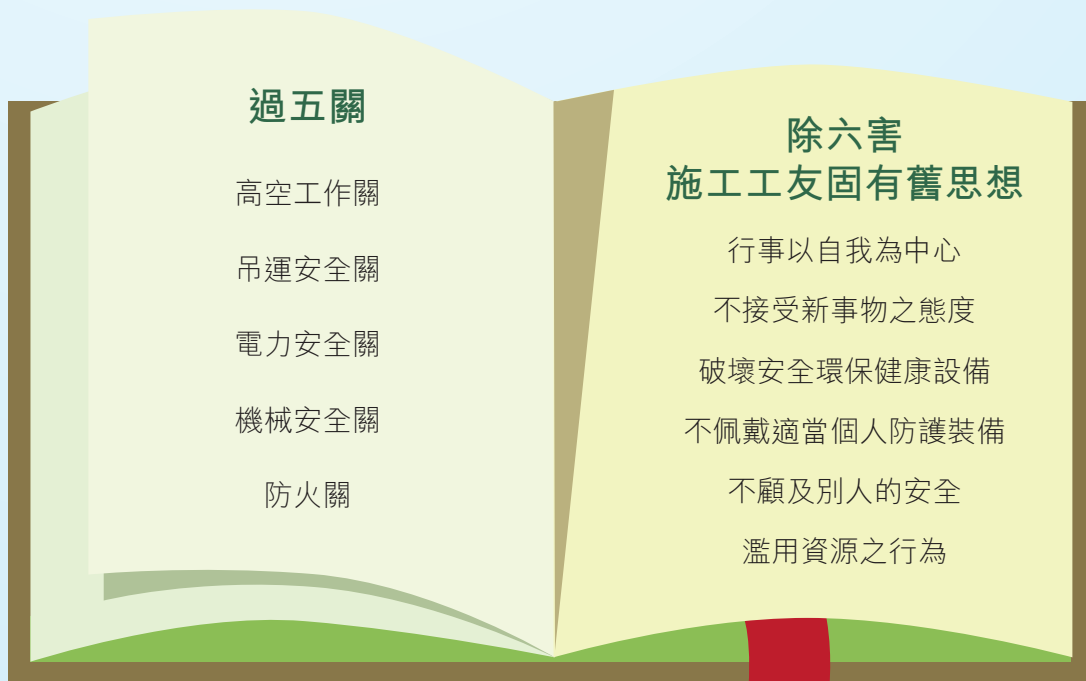 過五關
高空工作關
吊運安全關
電力安全關
機械安全關
防火關
除六害
施工工友固有舊思想
行事以自我為中心
不接受新事物之態度
破壞安全環保健康設備
不佩戴適當個人防護裝備
不顧及別人的安全
濫用資源之行為